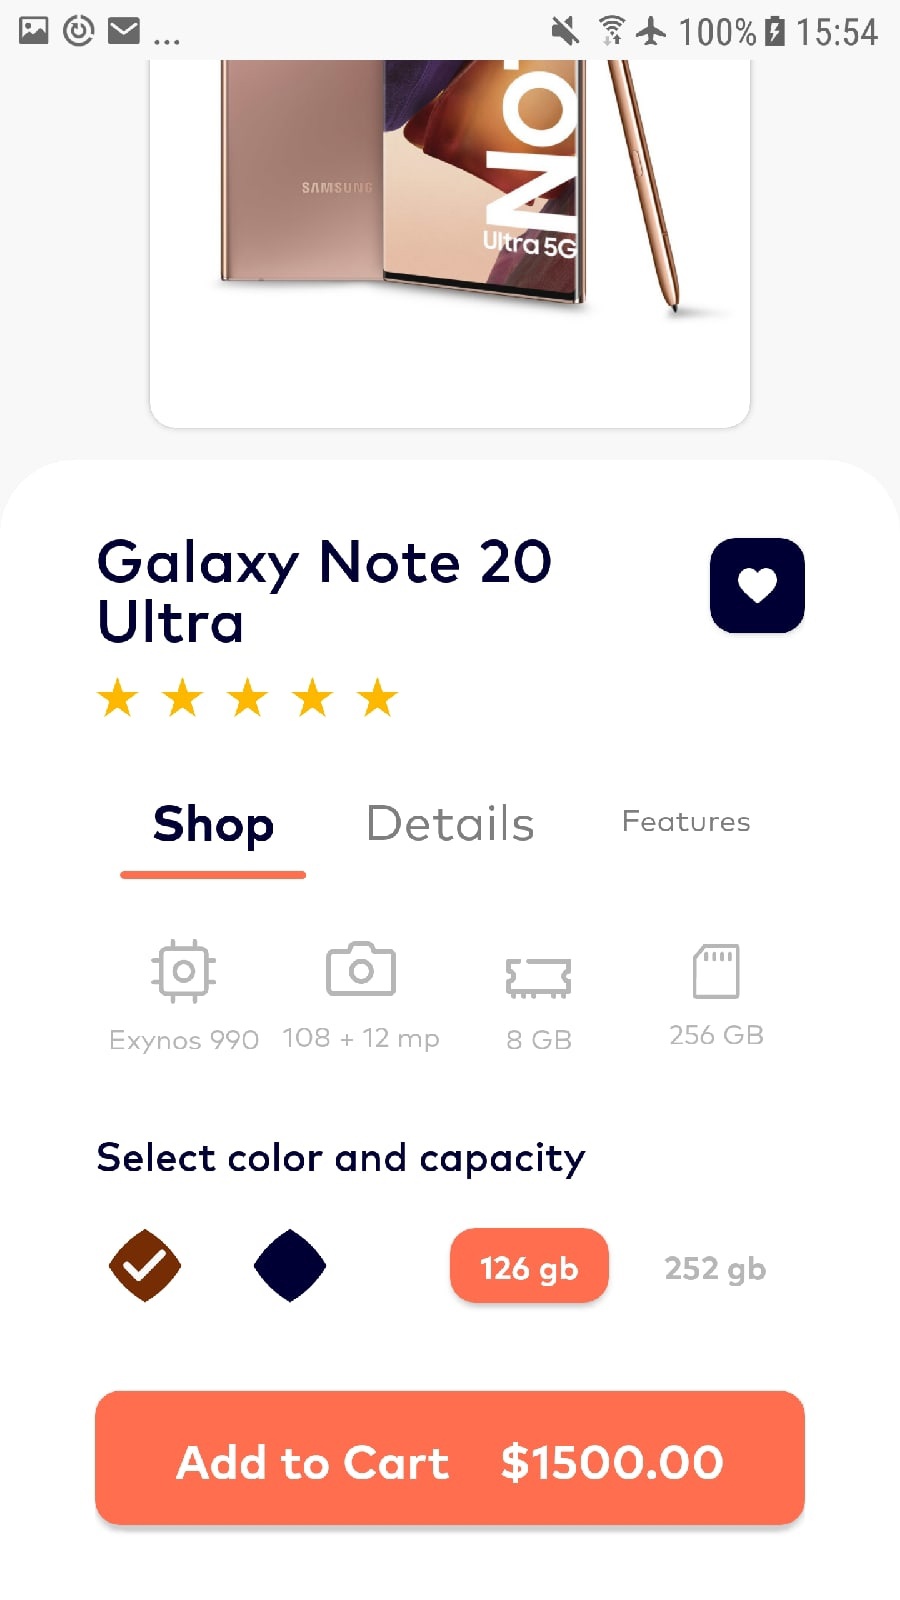 ... 100% 15:54
No
SAMSUNG
Ultra 5G
Galaxy Note 20
Ultra
Shop Details Features
Exynos 990 108 + 12 mp 8 GB 256 GB
Select color and capacity
126 gb 252 gb
Add to Cart $1500.00